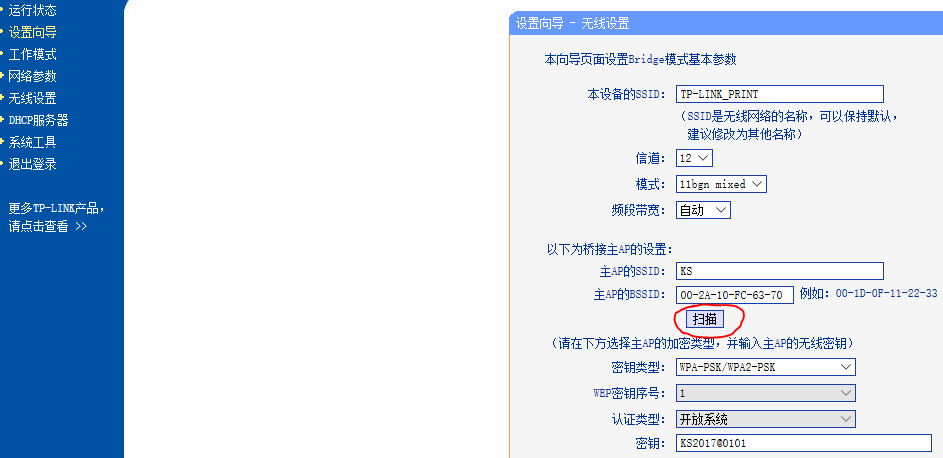 运行状态
设置向导
工作模式
网络参数
无线设置
DHCP服务器
系统工具
退出登录
更多TP-LINK产品，
请点击查看 >>
设置向导 - 无线设置
本向导页面设置Bridge模式基本参数
本设备的SSID： TP-LINK_PRINT
（SSID是无线网络的名称，可以保持默认，
建议修改为其他名称）
信道： 12
模式： 11bgn mixed
频段带宽： 自动
以下为桥接主AP的设置：
主AP的SSID： KS
主AP的BSSID： 00-2A-10-FC-63-70 例如： 00-1D-0F-11-22-33
扫描
（请在下方选择主AP的加密类型，并输入主AP的无线密钥）
密钥类型： WPA-PSK/WPA2-PSK
WEP密钥序号： 1
认证类型： 开放系统
密钥： KS2017@0101